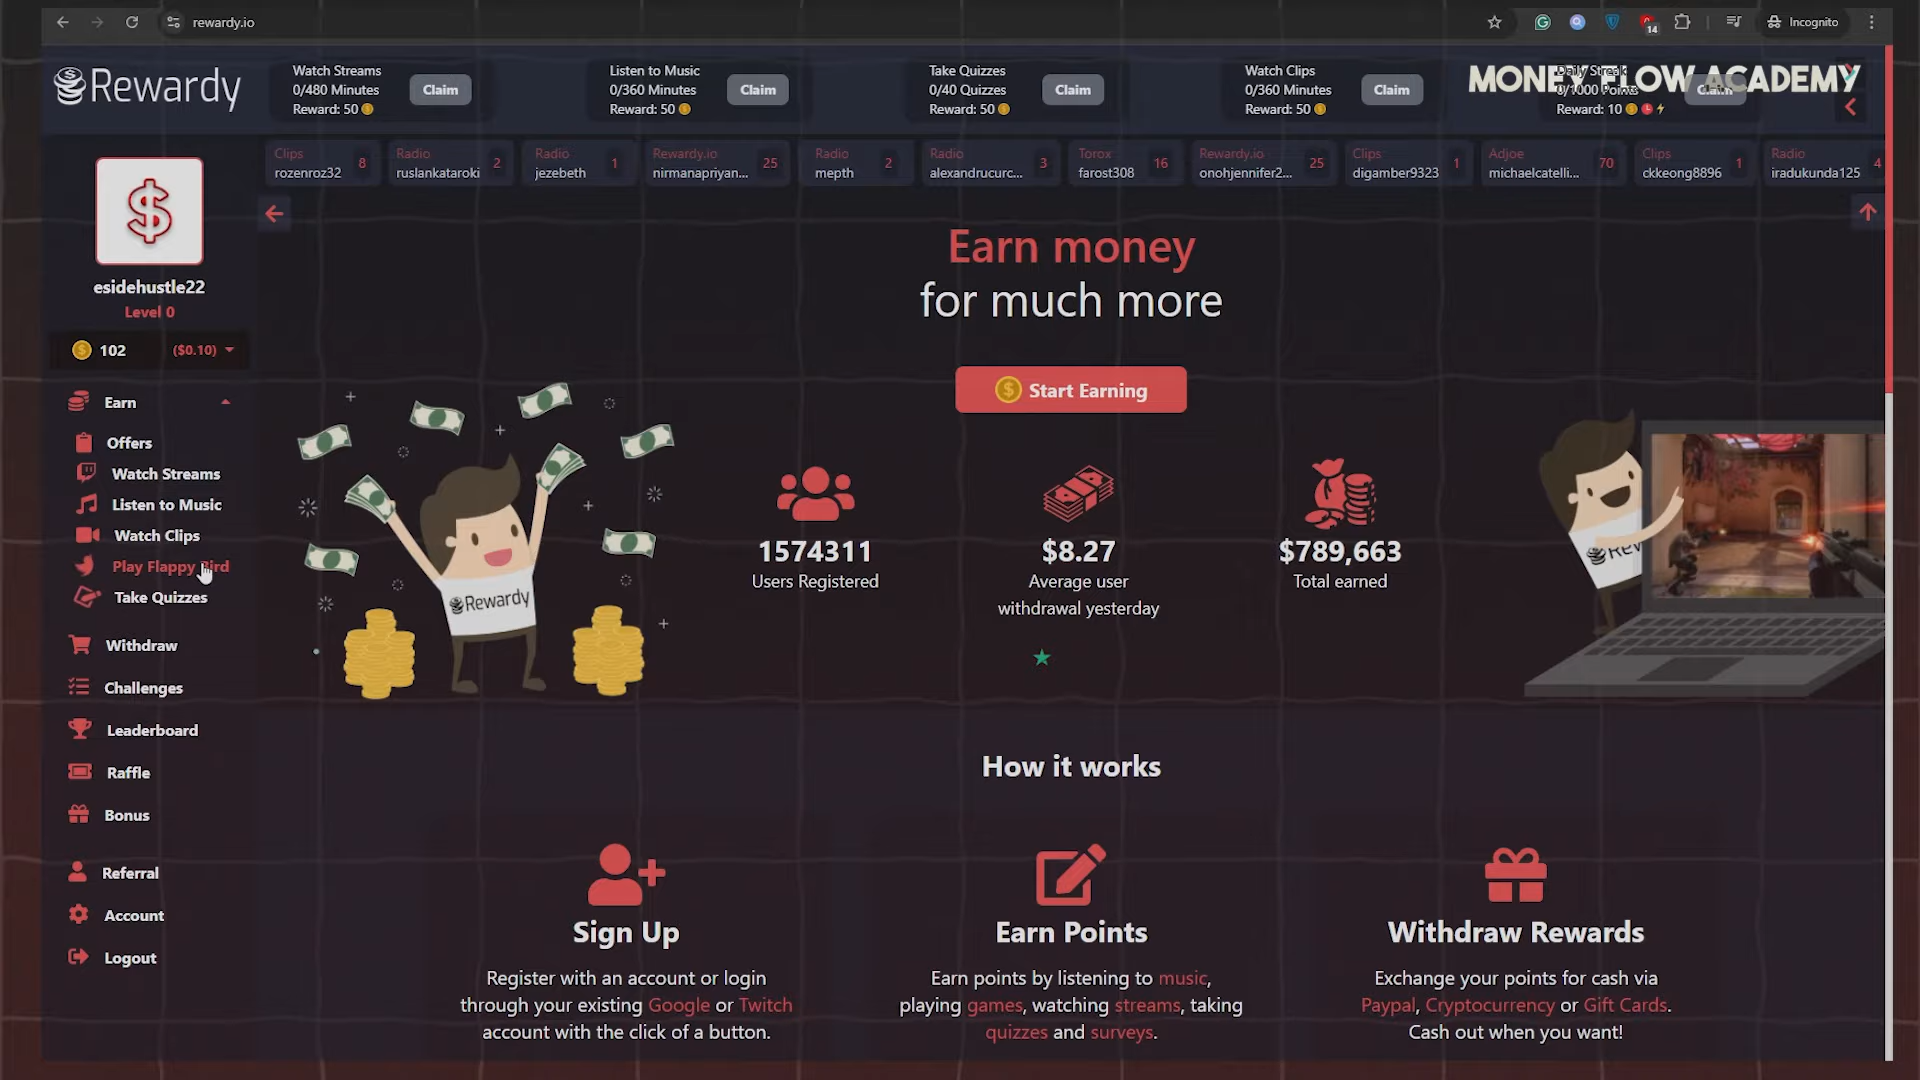 rewardy.io
14
Incognito
Rewardy
Watch Streams
0/480 Minutes
Reward: 50
Claim
Listen to Music
0/360 Minutes
Reward: 50
Claim
Take Quizzes
0/40 Quizzes
Reward: 50
Claim
Watch Clips
0/360 Minutes
Reward: 50
Claim
Daily Streak
0/1000 Points
Reward: 10
Claim
MONEY FLOW ACADEMY
Clips
rozenroz32
8
Radio
ruslankataroki
2
Radio
jezebeth
1
Rewardy.io
nirmanapriyan...
25
Radio
mepth
2
Radio
alexandrucurc...
3
Torox
farost308
16
Rewardy.io
onohjennifer2...
25
Clips
digamber9323
1
Adjoe
michaelcatelli...
70
Clips
ckkeong8896
1
Radio
iradukunda125
4
esidehustle22
Level 0
102 ($0.10)
Earn
Offers
Watch Streams
Listen to Music
Watch Clips
Play Flappy Bird
Take Quizzes
Withdraw
Challenges
Leaderboard
Raffle
Bonus
Referral
Account
Logout
Earn money
for much more
Start Earning
Rewardy
1574311
Users Registered
$8.27
Average user
withdrawal yesterday
$789,663
Total earned
Rew
How it works
Sign Up
Register with an account or login
through your existing Google or Twitch
account with the click of a button.
Earn Points
Earn points by listening to music,
playing games, watching streams, taking
quizzes and surveys.
Withdraw Rewards
Exchange your points for cash via
Paypal, Cryptocurrency or Gift Cards.
Cash out when you want!